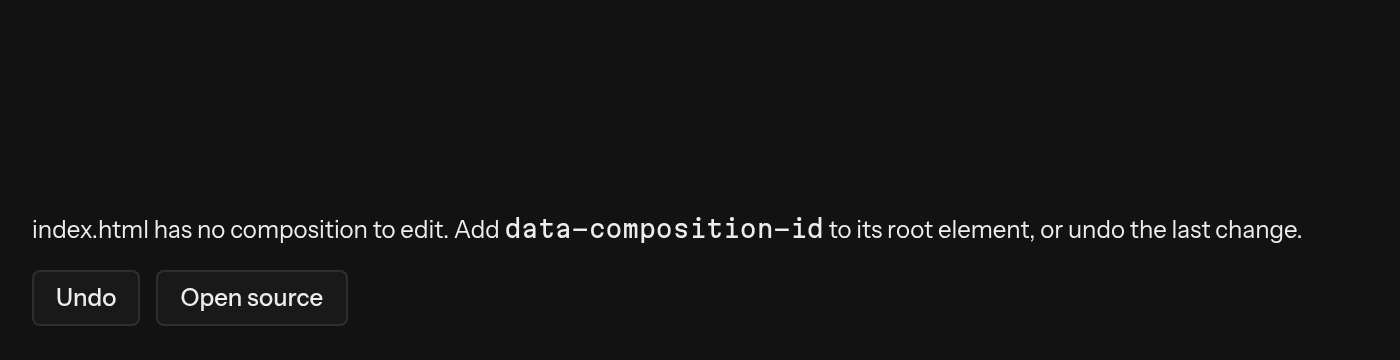 index.html has no composition to edit. Add data-composition-id to its root element, or undo the last change.
Undo
Open source